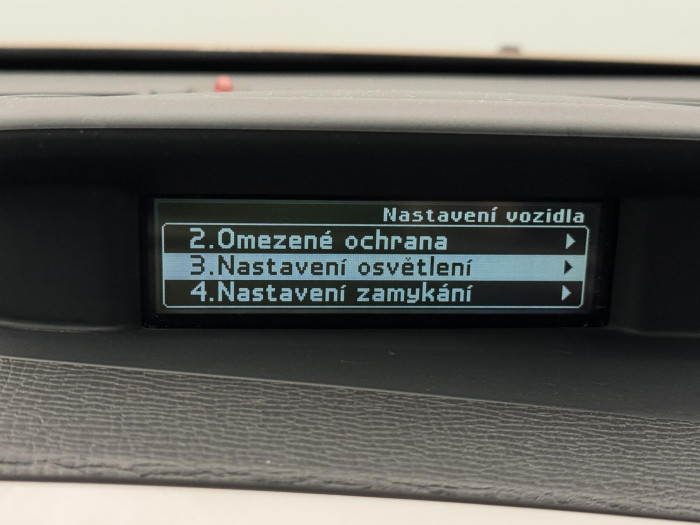 Nastavení vozidla
2.Omezené ochrana
3.Nastavení osvětlení
4.Nastavení zamykání